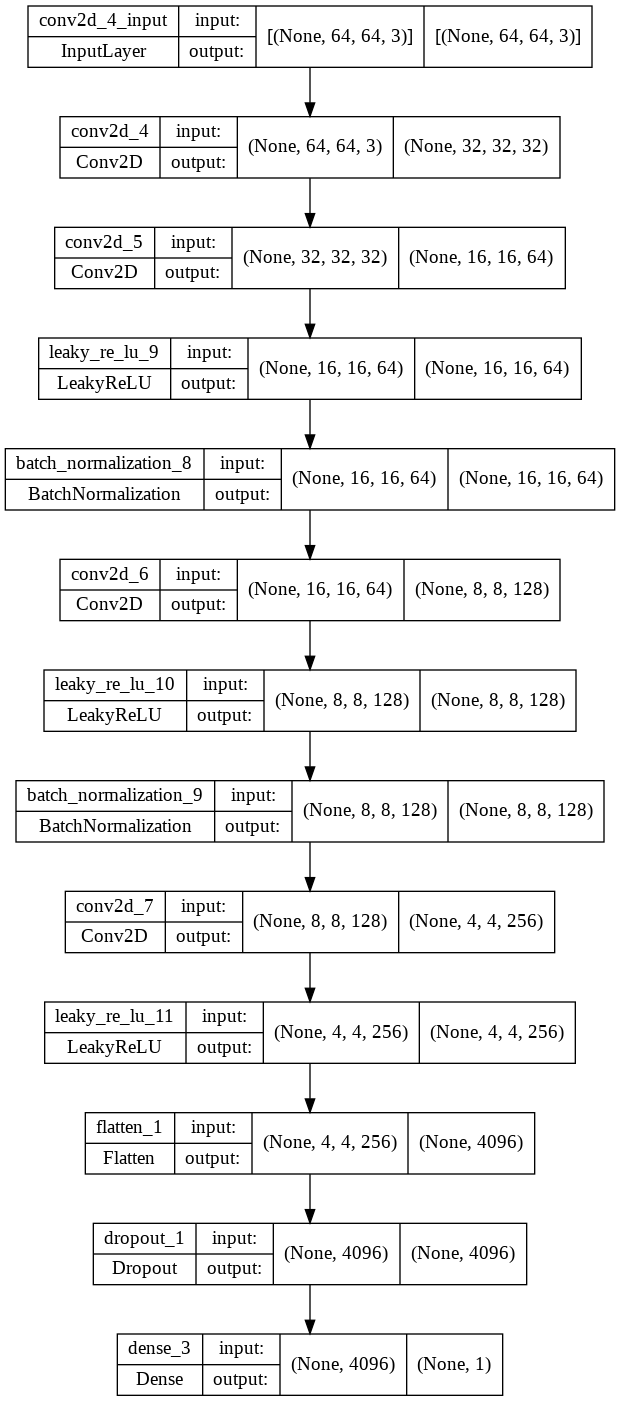 conv2d_4_input input: [(None, 64, 64, 3)] [(None, 64, 64, 3)]
InputLayer output:
conv2d_4 input: (None, 64, 64, 3) (None, 32, 32, 32)
Conv2D output:
conv2d_5 input: (None, 32, 32, 32) (None, 16, 16, 64)
Conv2D output:
leaky_re_lu_9 input: (None, 16, 16, 64) (None, 16, 16, 64)
LeakyReLU output:
batch_normalization_8 input: (None, 16, 16, 64) (None, 16, 16, 64)
BatchNormalization output:
conv2d_6 input: (None, 16, 16, 64) (None, 8, 8, 128)
Conv2D output:
leaky_re_lu_10 input: (None, 8, 8, 128) (None, 8, 8, 128)
LeakyReLU output:
batch_normalization_9 input: (None, 8, 8, 128) (None, 8, 8, 128)
BatchNormalization output:
conv2d_7 input: (None, 8, 8, 128) (None, 4, 4, 256)
Conv2D output:
leaky_re_lu_11 input: (None, 4, 4, 256) (None, 4, 4, 256)
LeakyReLU output:
flatten_1 input: (None, 4, 4, 256) (None, 4096)
Flatten output:
dropout_1 input: (None, 4096) (None, 4096)
Dropout output:
dense_3 input: (None, 4096) (None, 1)
Dense output: